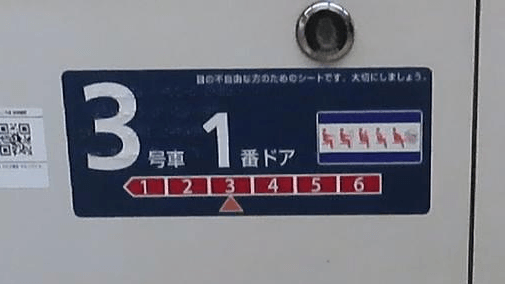 目の不自由な方のためのシートです。大切にしましょう。
3号車 1番ドア
1 2 3 4 5 6